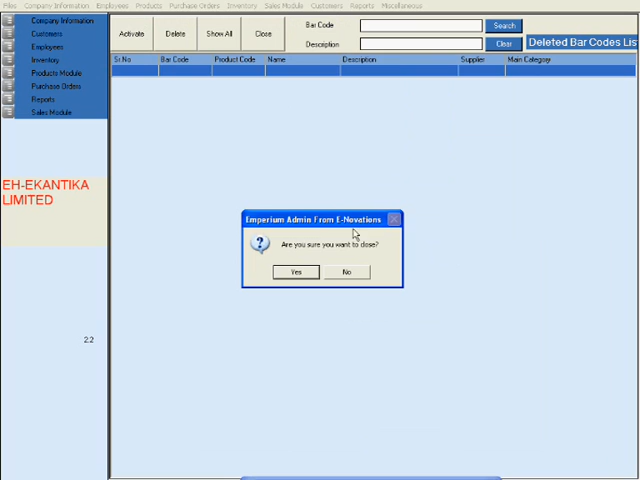 Files Company Information Employees Products Purchase Orders Inventory Sales Module Customers Reports Miscellaneous
Company Information
Customers
Employees
Inventory
Products Module
Purchase Orders
Reports
Sales Module
EH-EKANTIKA
LIMITED
2.2
Activate Delete Show All Close
Bar Code Search
Description Clear
Deleted Bar Codes Lis
Sr.No Bar Code Product Code Name Description Supplier Main Category
Emperium Admin From E-Novations
Are you sure you want to close?
Yes No